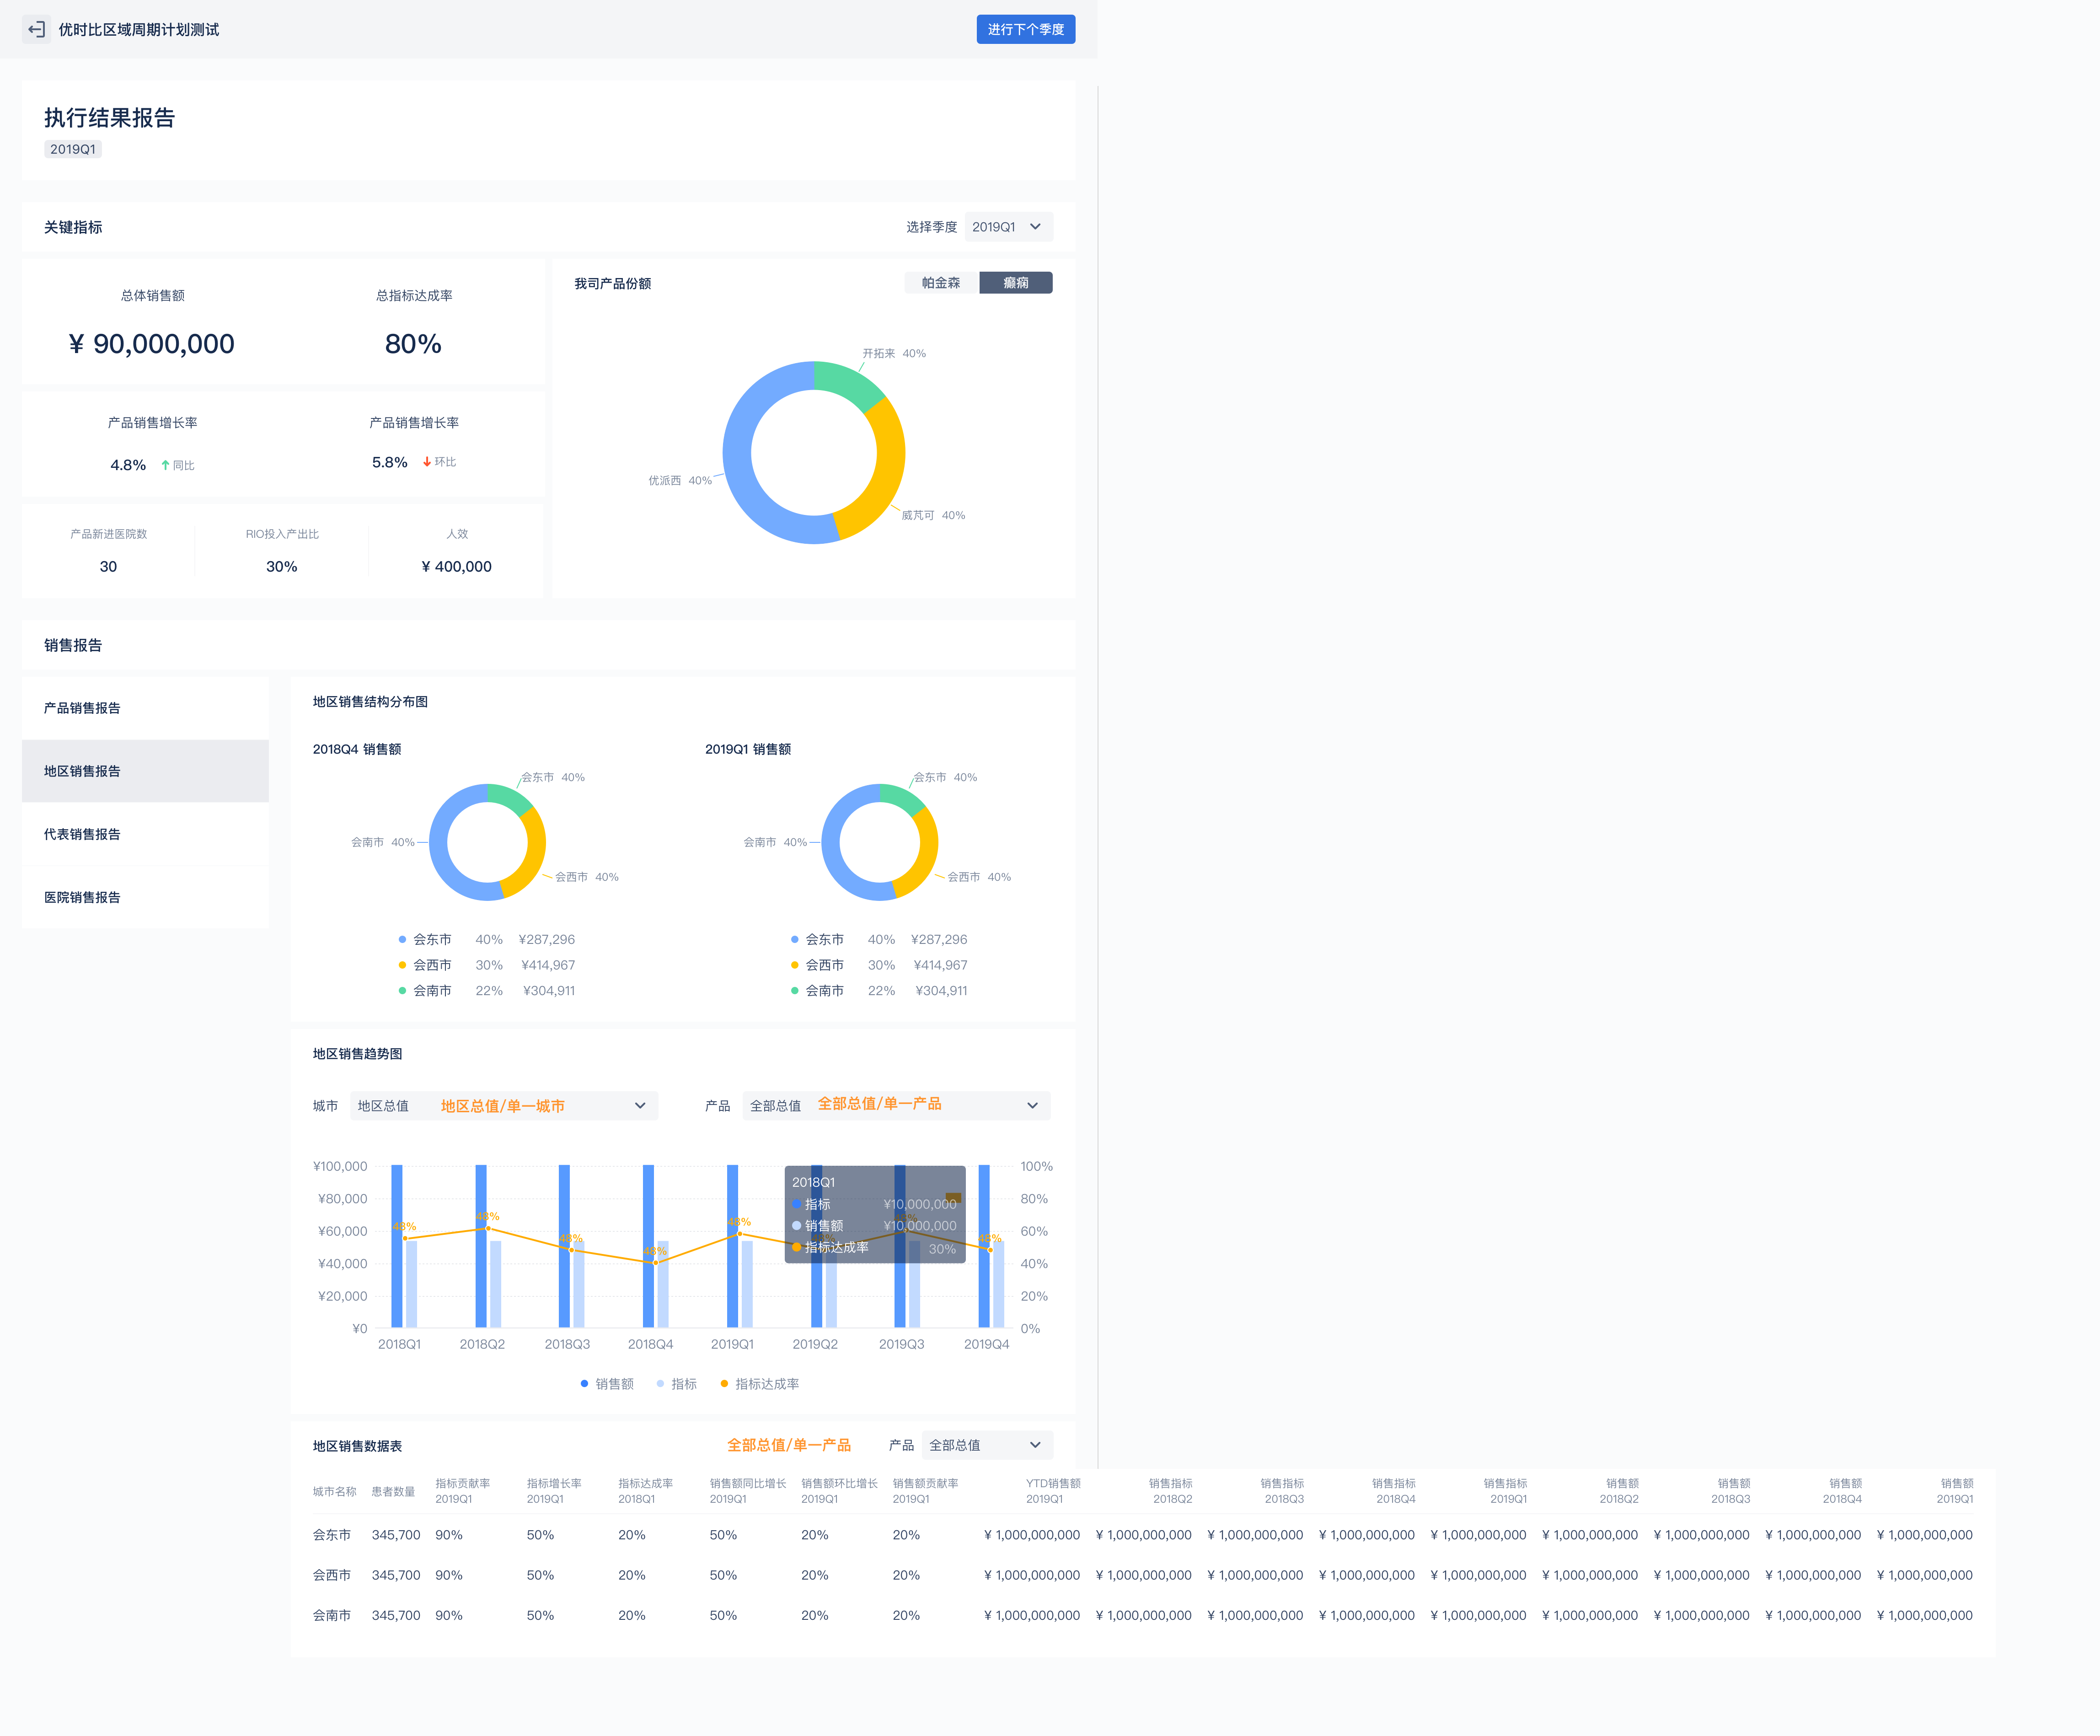 优时比区域周期计划测试
进行下个季度
执行结果报告
2019Q1
关键指标
选择季度 2019Q1
总体销售额 总指标达成率
¥ 90,000,000 80%
产品销售增长率 产品销售增长率
4.8% 同比 5.8% 环比
产品新进医院数 RIO投入产出比 人效
30 30% ¥ 400,000
我司产品份额
帕金森 癫痫
开拓来 40%
优派西 40%
威芃可 40%
销售报告
产品销售报告
地区销售报告
代表销售报告
医院销售报告
地区销售结构分布图
2018Q4 销售额
会东市 40%
会南市 40%
会西市 40%
会东市 40% ¥287,296
会西市 30% ¥414,967
会南市 22% ¥304,911
2019Q1 销售额
会东市 40%
会南市 40%
会西市 40%
会东市 40% ¥287,296
会西市 30% ¥414,967
会南市 22% ¥304,911
地区销售趋势图
城市 地区总值 地区总值/单一城市 产品 全部总值 全部总值/单一产品
¥100,000 100%
¥80,000 80%
¥60,000 60%
¥40,000 40%
¥20,000 20%
¥0 0%
48% 48% 48% 48% 48% 48%
2018Q1
指标 ¥10,000,000
销售额 ¥10,000,000
指标达成率 30%
2018Q1 2018Q2 2018Q3 2018Q4 2019Q1 2019Q2 2019Q3 2019Q4
销售额 指标 指标达成率
地区销售数据表 全部总值/单一产品 产品 全部总值
城市名称 患者数量 指标贡献率 指标增长率 指标达成率 销售额同比增长 销售额环比增长 销售额贡献率 YTD销售额 销售指标 销售指标 销售指标 销售指标 销售额 销售额 销售额 销售额
2019Q1 2019Q1 2018Q1 2019Q1 2019Q1 2019Q1 2019Q1 2018Q2 2018Q3 2018Q4 2019Q1 2018Q2 2018Q3 2018Q4 2019Q1
会东市 345,700 90% 50% 20% 50% 20% 20% ¥ 1,000,000,000 ¥ 1,000,000,000 ¥ 1,000,000,000 ¥ 1,000,000,000 ¥ 1,000,000,000 ¥ 1,000,000,000 ¥ 1,000,000,000 ¥ 1,000,000,000 ¥ 1,000,000,000
会西市 345,700 90% 50% 20% 50% 20% 20% ¥ 1,000,000,000 ¥ 1,000,000,000 ¥ 1,000,000,000 ¥ 1,000,000,000 ¥ 1,000,000,000 ¥ 1,000,000,000 ¥ 1,000,000,000 ¥ 1,000,000,000 ¥ 1,000,000,000
会南市 345,700 90% 50% 20% 50% 20% 20% ¥ 1,000,000,000 ¥ 1,000,000,000 ¥ 1,000,000,000 ¥ 1,000,000,000 ¥ 1,000,000,000 ¥ 1,000,000,000 ¥ 1,000,000,000 ¥ 1,000,000,000 ¥ 1,000,000,000